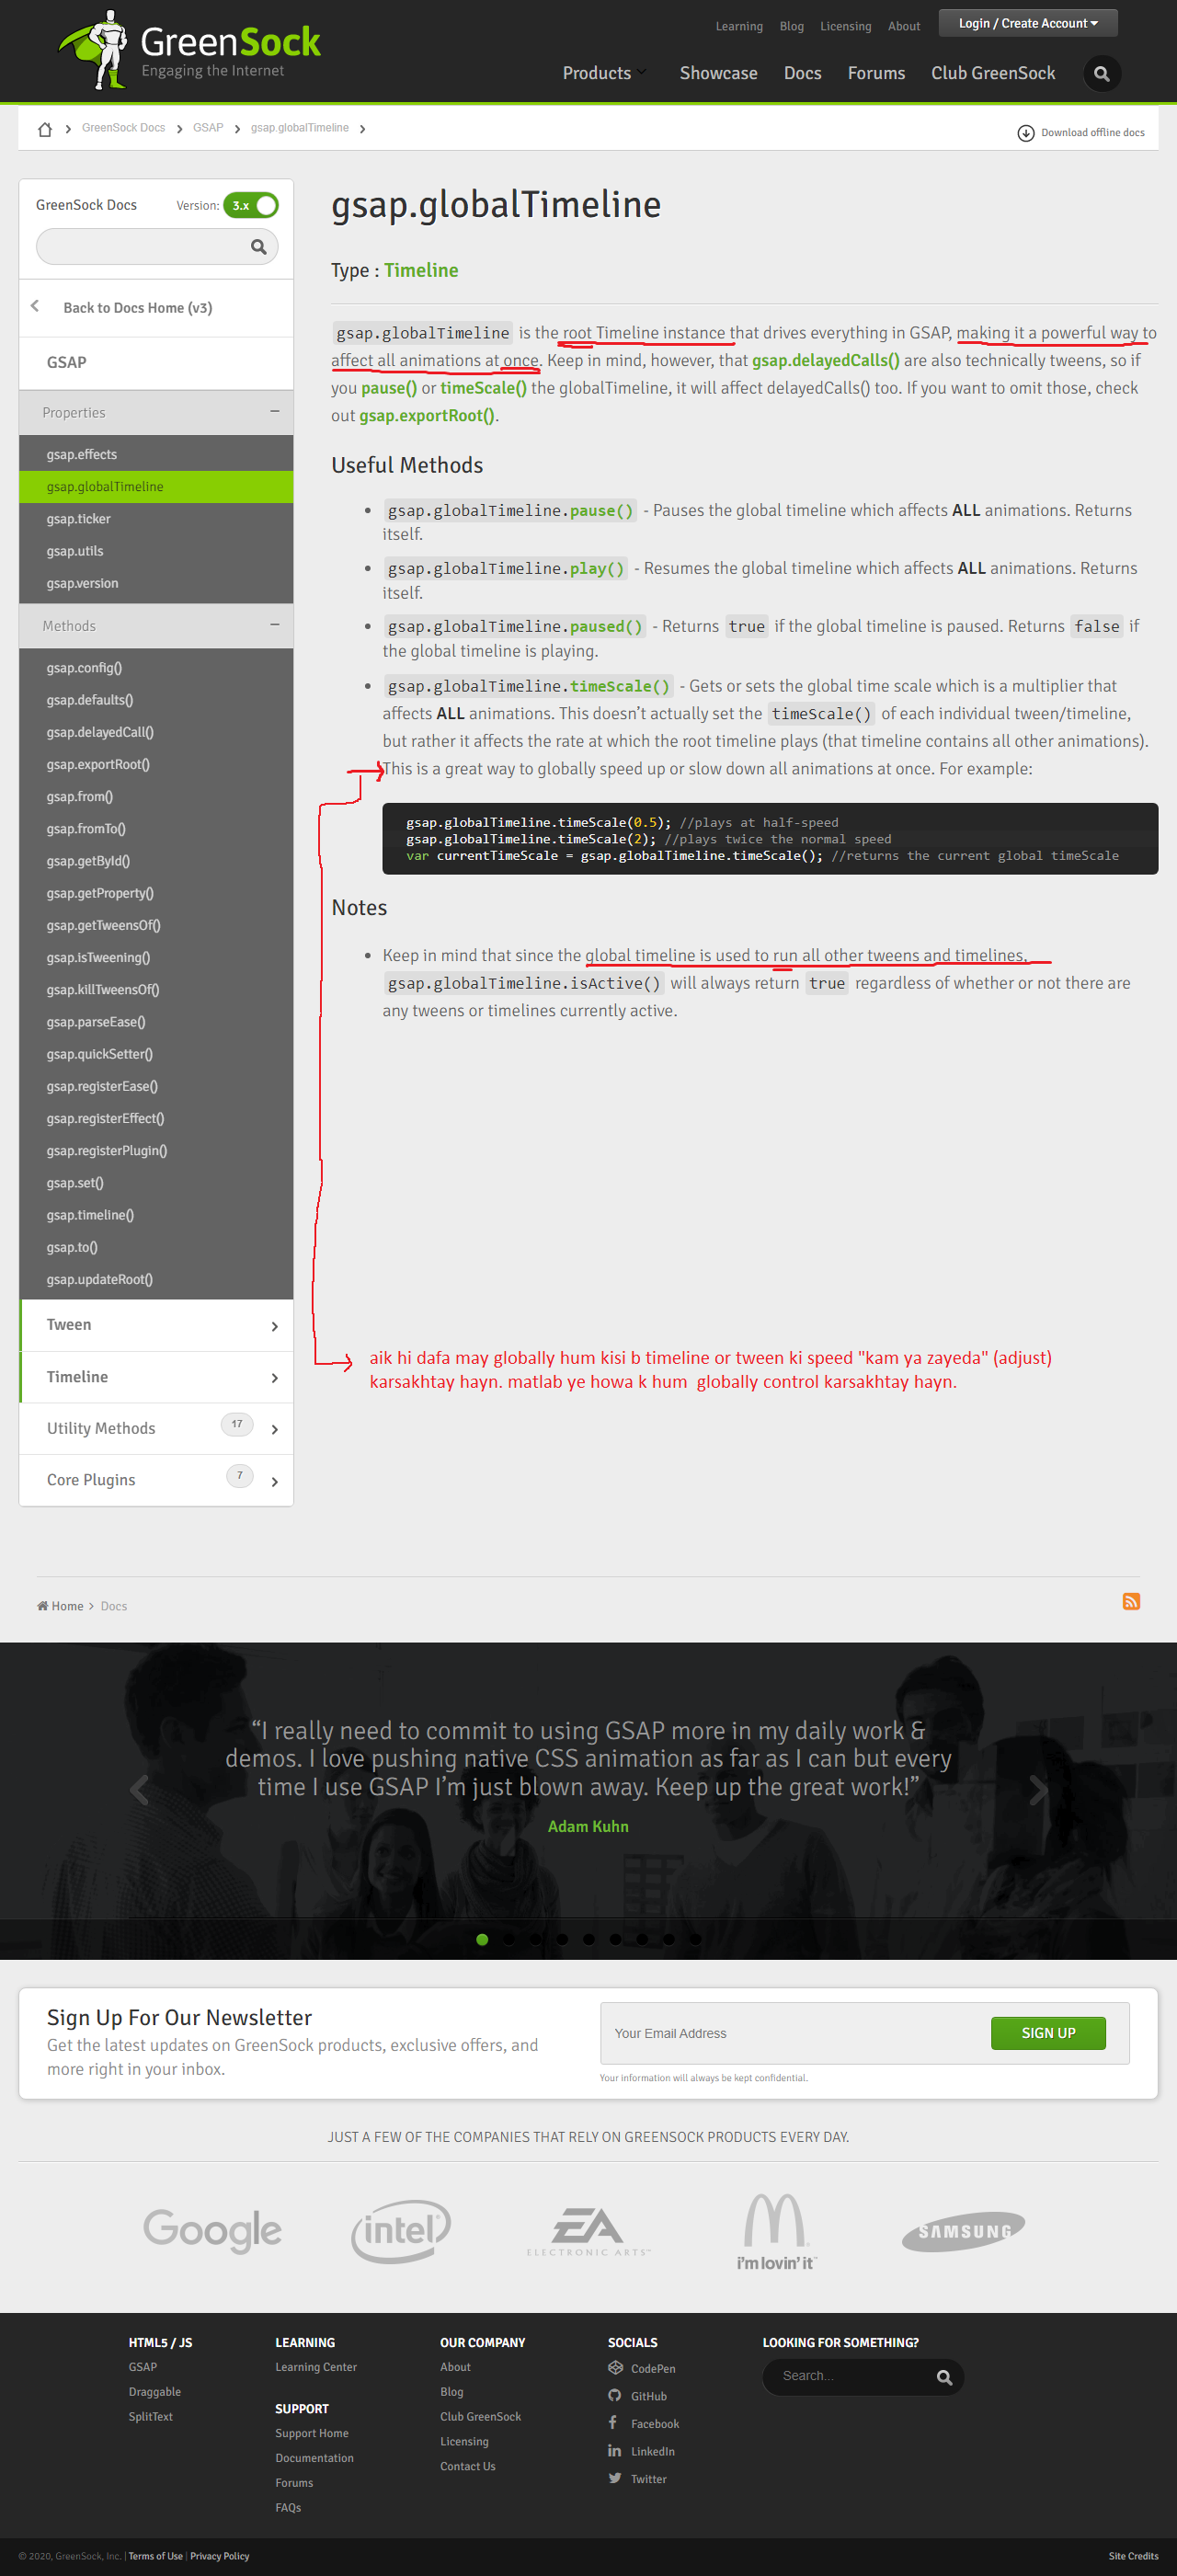 GreenSock
Engaging the Internet
Learning Blog Licensing About Login / Create Account
Products Showcase Docs Forums Club GreenSock
GreenSock Docs GSAP gsap.globalTimeline
Download offline docs
GreenSock Docs Version: 3.x
Back to Docs Home (v3)
GSAP
Properties
gsap.effects
gsap.globalTimeline
gsap.ticker
gsap.utils
gsap.version
Methods
gsap.config()
gsap.defaults()
gsap.delayedCall()
gsap.exportRoot()
gsap.from()
gsap.fromTo()
gsap.getById()
gsap.getProperty()
gsap.getTweensOf()
gsap.isTweening()
gsap.killTweensOf()
gsap.parseEase()
gsap.quickSetter()
gsap.registerEase()
gsap.registerEffect()
gsap.registerPlugin()
gsap.set()
gsap.timeline()
gsap.to()
gsap.updateRoot()
Tween
Timeline
Utility Methods 17
Core Plugins 7
gsap.globalTimeline
Type : Timeline
gsap.globalTimeline is the root Timeline instance that drives everything in GSAP, making it a powerful way to
affect all animations at once. Keep in mind, however, that gsap.delayedCalls() are also technically tweens, so if
you pause() or timeScale() the globalTimeline, it will affect delayedCalls() too. If you want to omit those, check
out gsap.exportRoot().
Useful Methods
• gsap.globalTimeline.pause() - Pauses the global timeline which affects ALL animations. Returns
itself.
• gsap.globalTimeline.play() - Resumes the global timeline which affects ALL animations. Returns
itself.
• gsap.globalTimeline.paused() - Returns true if the global timeline is paused. Returns false if
the global timeline is playing.
• gsap.globalTimeline.timeScale() - Gets or sets the global time scale which is a multiplier that
affects ALL animations. This doesn’t actually set the timeScale() of each individual tween/timeline,
but rather it affects the rate at which the root timeline plays (that timeline contains all other animations).
This is a great way to globally speed up or slow down all animations at once. For example:
gsap.globalTimeline.timeScale(0.5); //plays at half-speed
gsap.globalTimeline.timeScale(2); //plays twice the normal speed
var currentTimeScale = gsap.globalTimeline.timeScale(); //returns the current global timeScale
Notes
• Keep in mind that since the global timeline is used to run all other tweens and timelines,
gsap.globalTimeline.isActive() will always return true regardless of whether or not there are
any tweens or timelines currently active.
aik hi dafa may globally hum kisi b timeline or tween ki speed "kam ya zayeda" (adjust)
karsakhtay hayn. matlab ye howa k hum globally control karsakhtay hayn.
Home Docs
“I really need to commit to using GSAP more in my daily work &
demos. I love pushing native CSS animation as far as I can but every
time I use GSAP I’m just blown away. Keep up the great work!”
Adam Kuhn
Sign Up For Our Newsletter
Get the latest updates on GreenSock products, exclusive offers, and
more right in your inbox.
Your Email Address SIGN UP
Your information will always be kept confidential.
JUST A FEW OF THE COMPANIES THAT RELY ON GREENSOCK PRODUCTS EVERY DAY.
Google intel EA SAMSUNG
ELECTRONIC ARTS™
i'm lovin' it™
HTML5 / JS
GSAP
Draggable
SplitText
LEARNING
Learning Center
SUPPORT
Support Home
Documentation
Forums
FAQs
OUR COMPANY
About
Blog
Club GreenSock
Licensing
Contact Us
SOCIALS
CodePen
GitHub
Facebook
LinkedIn
Twitter
LOOKING FOR SOMETHING?
Search...
© 2020, GreenSock, Inc. | Terms of Use | Privacy Policy
Site Credits